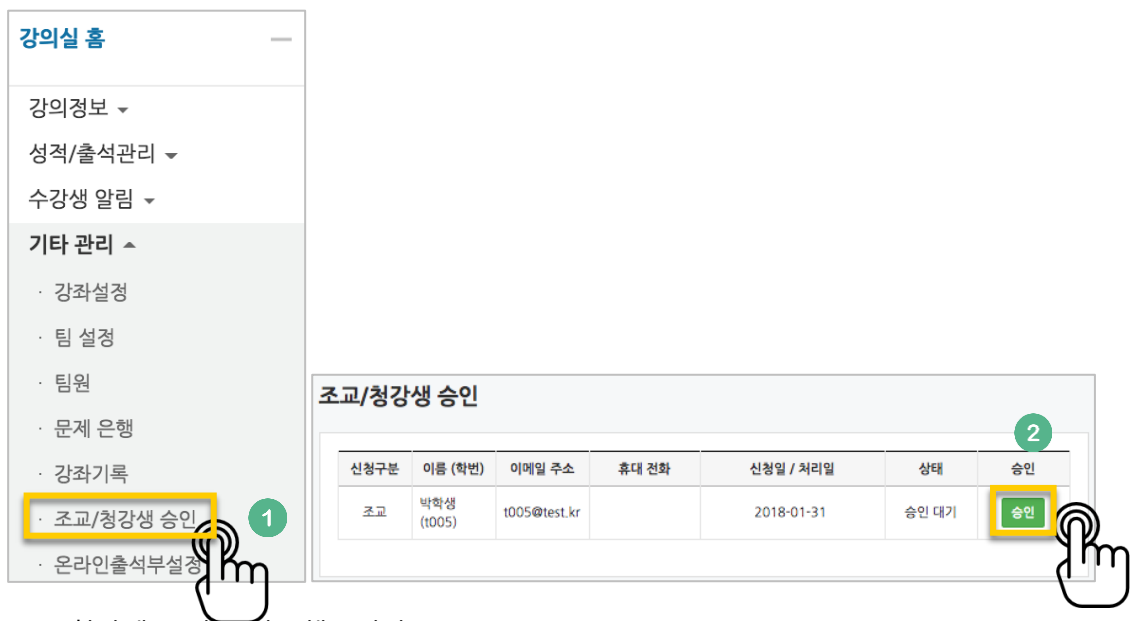 강의실 홈
강의정보
성적/출석관리
수강생 알림
기타 관리
· 강좌설정
· 팀 설정
· 팀원
· 문제 은행
· 강좌기록
· 조교/청강생 승인
1
· 온라인출석부설정
조교/청강생 승인
2
신청구분 이름 (학번) 이메일 주소 휴대 전화 신청일 / 처리일 상태 승인
조교 박학생 (t005) t005@test.kr 2018-01-31 승인 대기 승인